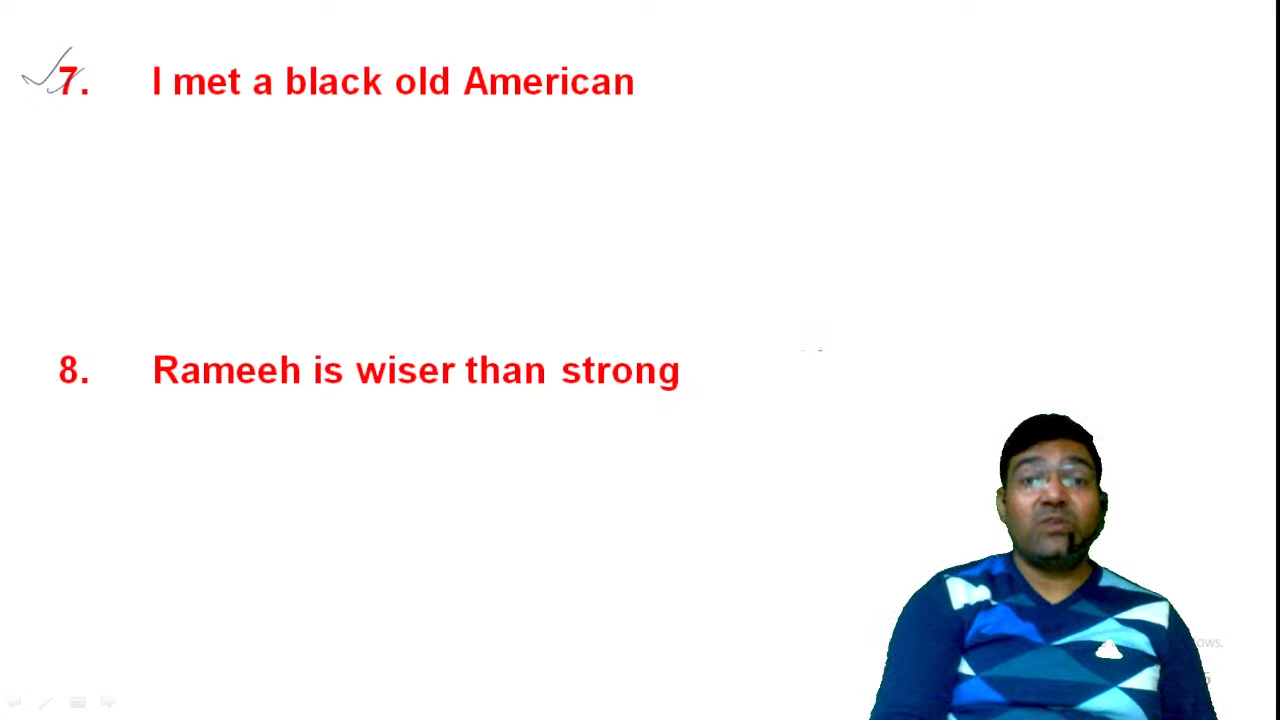 7. I met a black old American
8. Rameeh is wiser than strong